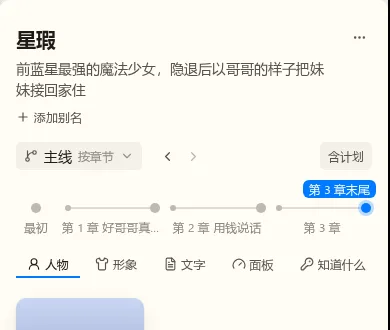 星瑕
前蓝星最强的魔法少女，隐退后以哥哥的样子把妹
妹接回家住
添加别名
主线 按章节 含计划
第 3 章末尾
最初 第 1 章 好哥哥真... 第 2 章 用钱说话 第 3 章
人物 形象 文字 面板 知道什么